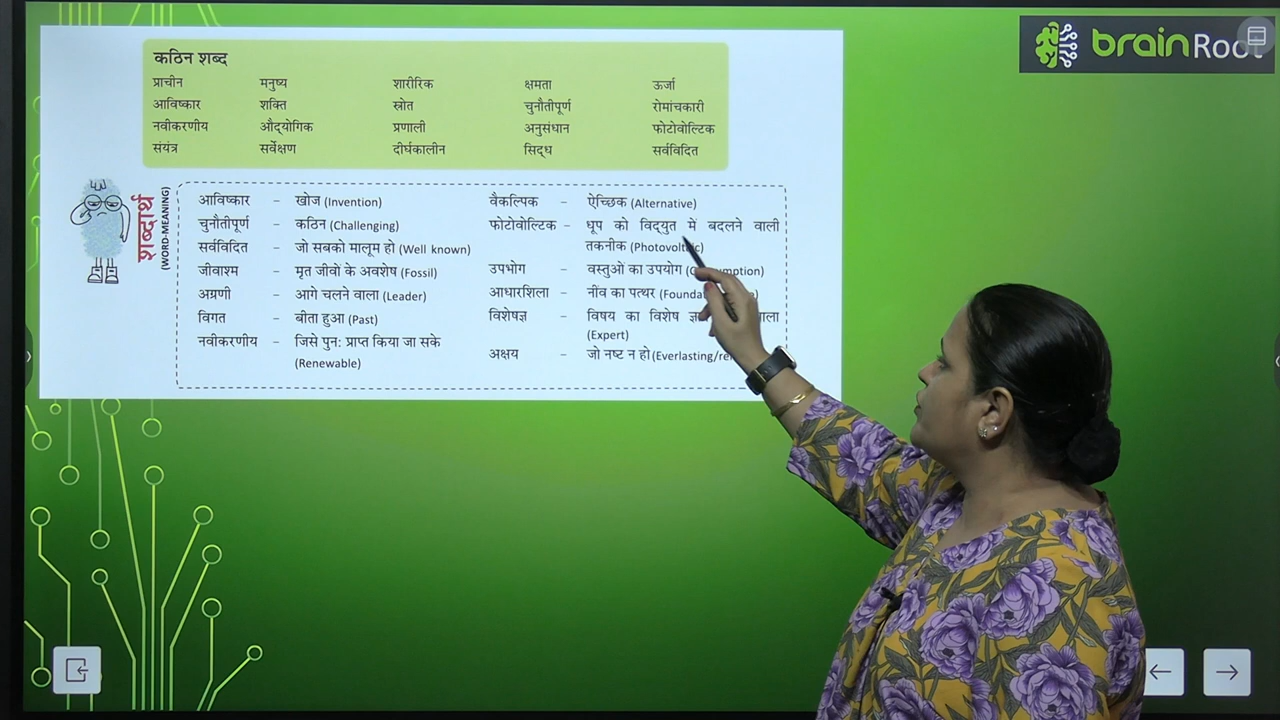 brainRoot
कठिन शब्द
प्राचीन मनुष्य शारीरिक क्षमता ऊर्जा
आविष्कार शक्ति स्रोत चुनौतीपूर्ण रोमांचकारी
नवीकरणीय औद्योगिक प्रणाली अनुसंधान फोटोवोल्टिक
संयंत्र सर्वेक्षण दीर्घकालीन सिद्ध सर्वविदित
शब्दार्थ
(WORD-MEANING)
आविष्कार – खोज (Invention)
चुनौतीपूर्ण – कठिन (Challenging)
सर्वविदित – जो सबको मालूम हो (Well known)
जीवाश्म – मृत जीवों के अवशेष (Fossil)
अग्रणी – आगे चलने वाला (Leader)
विगत – बीता हुआ (Past)
नवीकरणीय – जिसे पुनः प्राप्त किया जा सके
(Renewable)
वैकल्पिक – ऐच्छिक (Alternative)
फोटोवोल्टिक – धूप को विद्युत में बदलने वाली
तकनीक (Photovoltaic)
उपभोग – वस्तुओं का उपयोग
आधारशिला – नींव का पत्थर
विशेषज्ञ – विषय का विशेष
(Expert)
अक्षय – जो नष्ट न हो